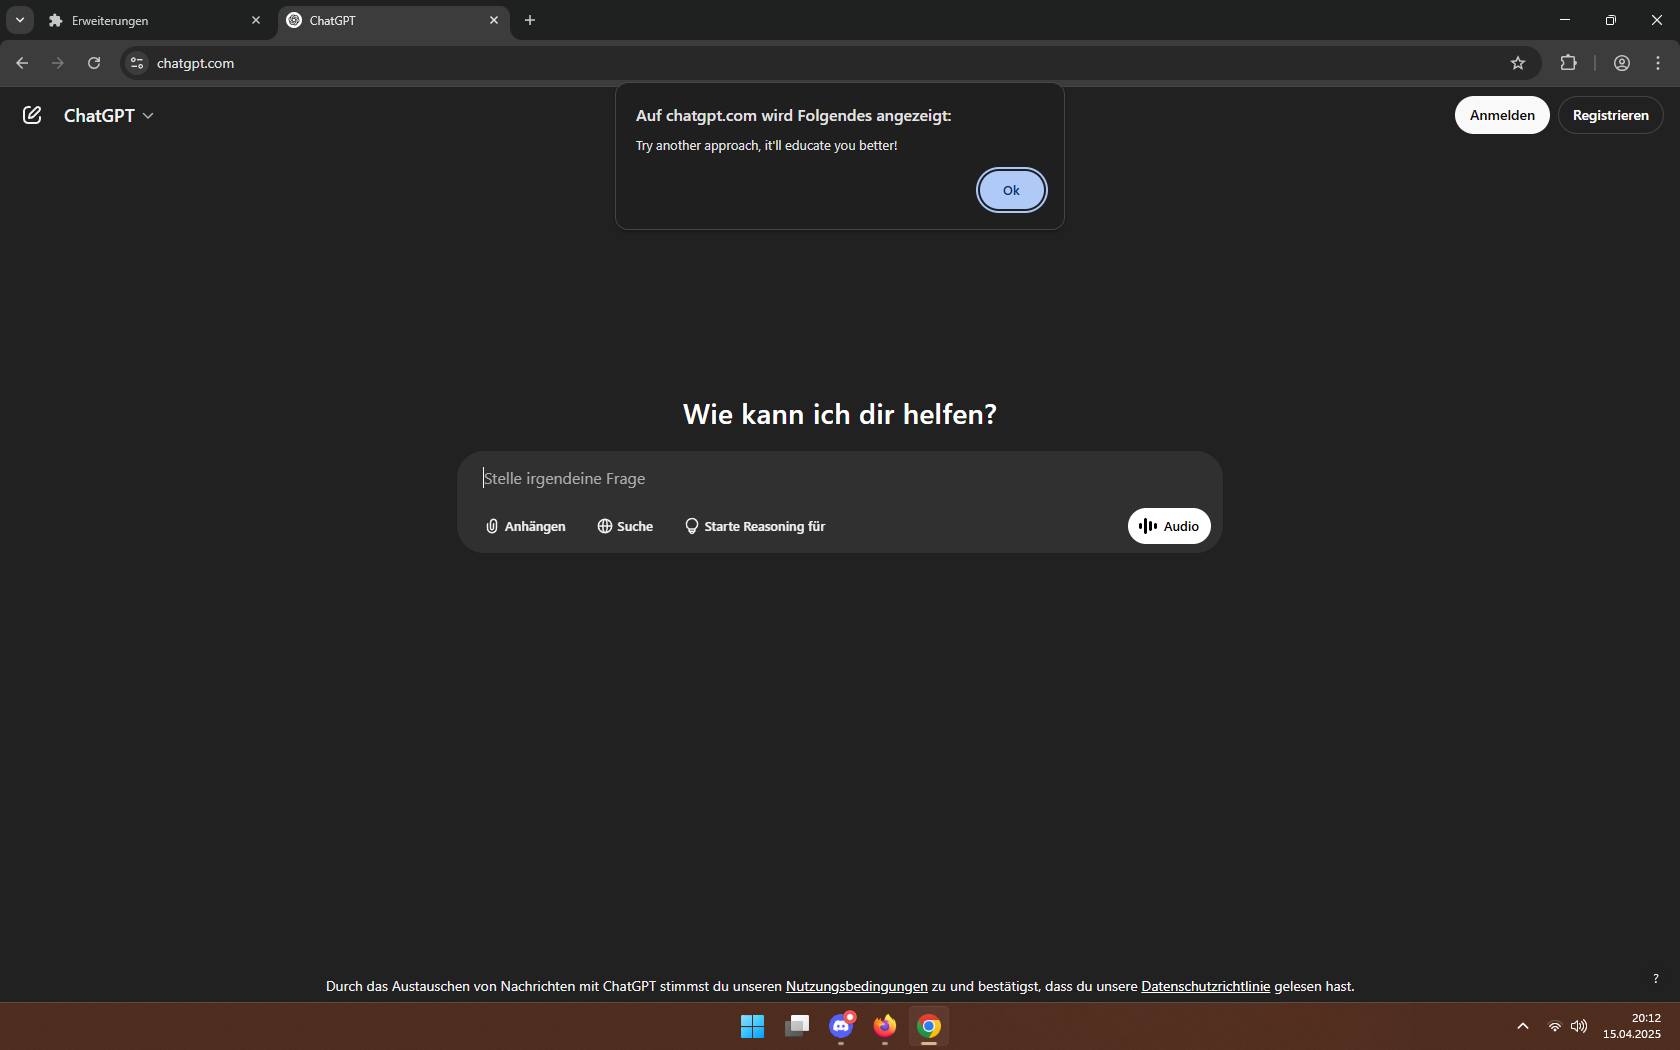 Erweiterungen
ChatGPT
chatgpt.com
ChatGPT
Anmelden
Registrieren
Auf chatgpt.com wird Folgendes angezeigt:
Try another approach, it'll educate you better!
Ok
Wie kann ich dir helfen?
Stelle irgendeine Frage
Anhängen
Suche
Starte Reasoning für
Audio
Durch das Austauschen von Nachrichten mit ChatGPT stimmst du unseren Nutzungsbedingungen zu und bestätigst, dass du unsere Datenschutzrichtlinie gelesen hast.
?
20:12
15.04.2025